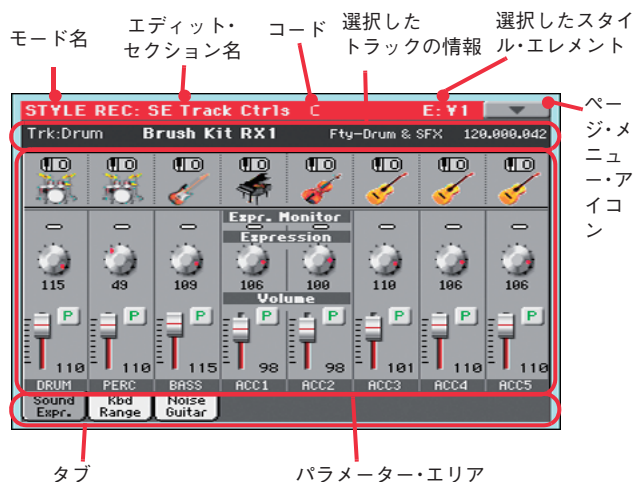 モード名
エディット・
セクション名
コード
選択した
トラックの情報
選択したスタイ
ル・エレメント
ペー
ジ・メ
ニュ
ー・ア
イコ
ン
STYLE REC: SE Track Ctrls C E:¥1
Trk:Drum Brush Kit RX1 Fty-Drum & SFX 120.000.042
Expr. Monitor
Expression
115 49 109 106 100 110 106 106
Volume
P P P P P P P P
110 110 115 98 98 101 110 110
DRUM PERC BASS ACC1 ACC2 ACC3 ACC4 ACC5
Sound
Expr.
Kbd
Range
Noise
Guitar
タブ
パラメーター・エリア